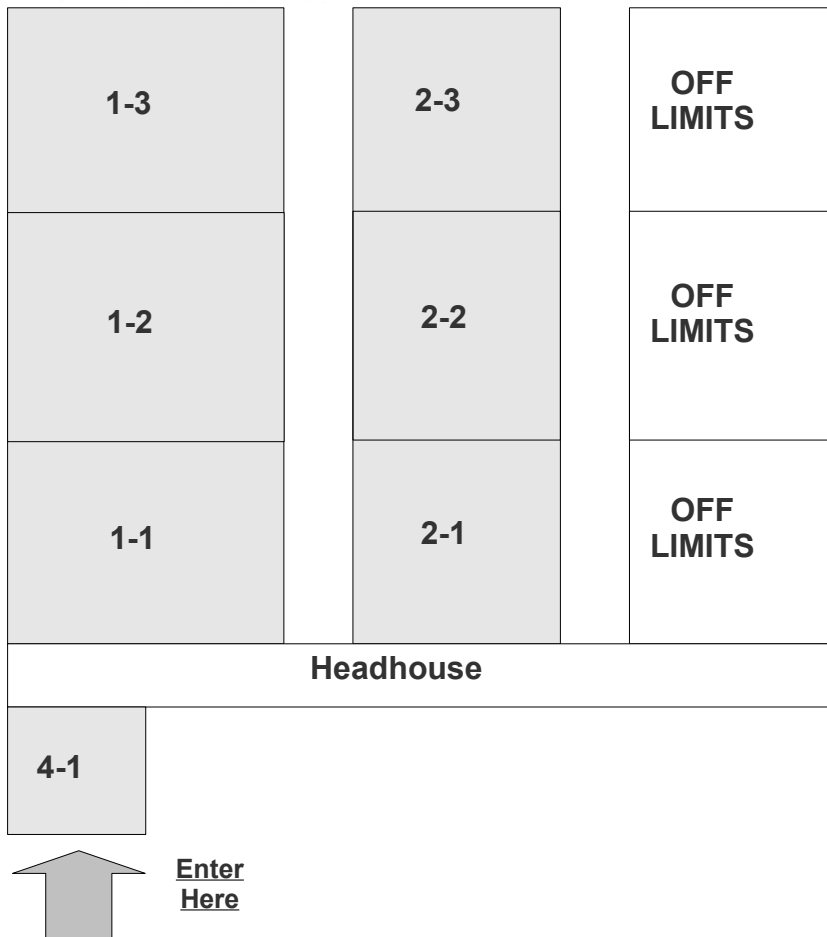 1-3
2-3
OFF
LIMITS
1-2
2-2
OFF
LIMITS
1-1
2-1
OFF
LIMITS
Headhouse
4-1
Enter
Here